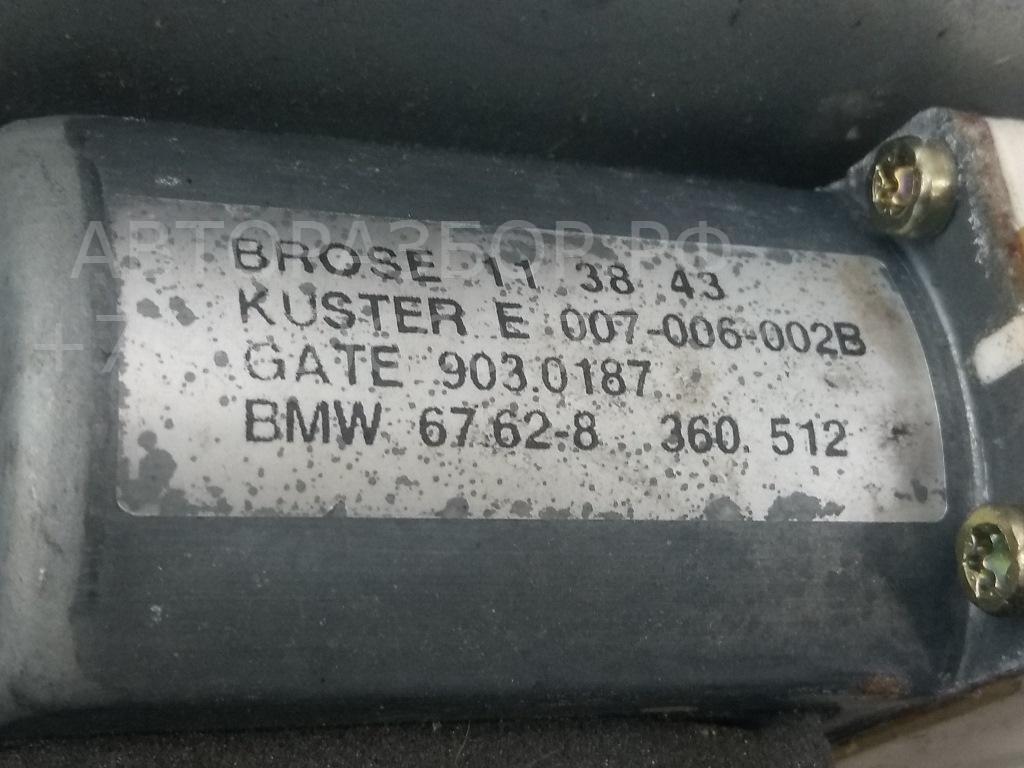 АВТОРАЗБОР.РФ
BROSE 11 38 43
KUSTER E 007-006-002B
GATE 903.0187
BMW 67.62-8 360.512